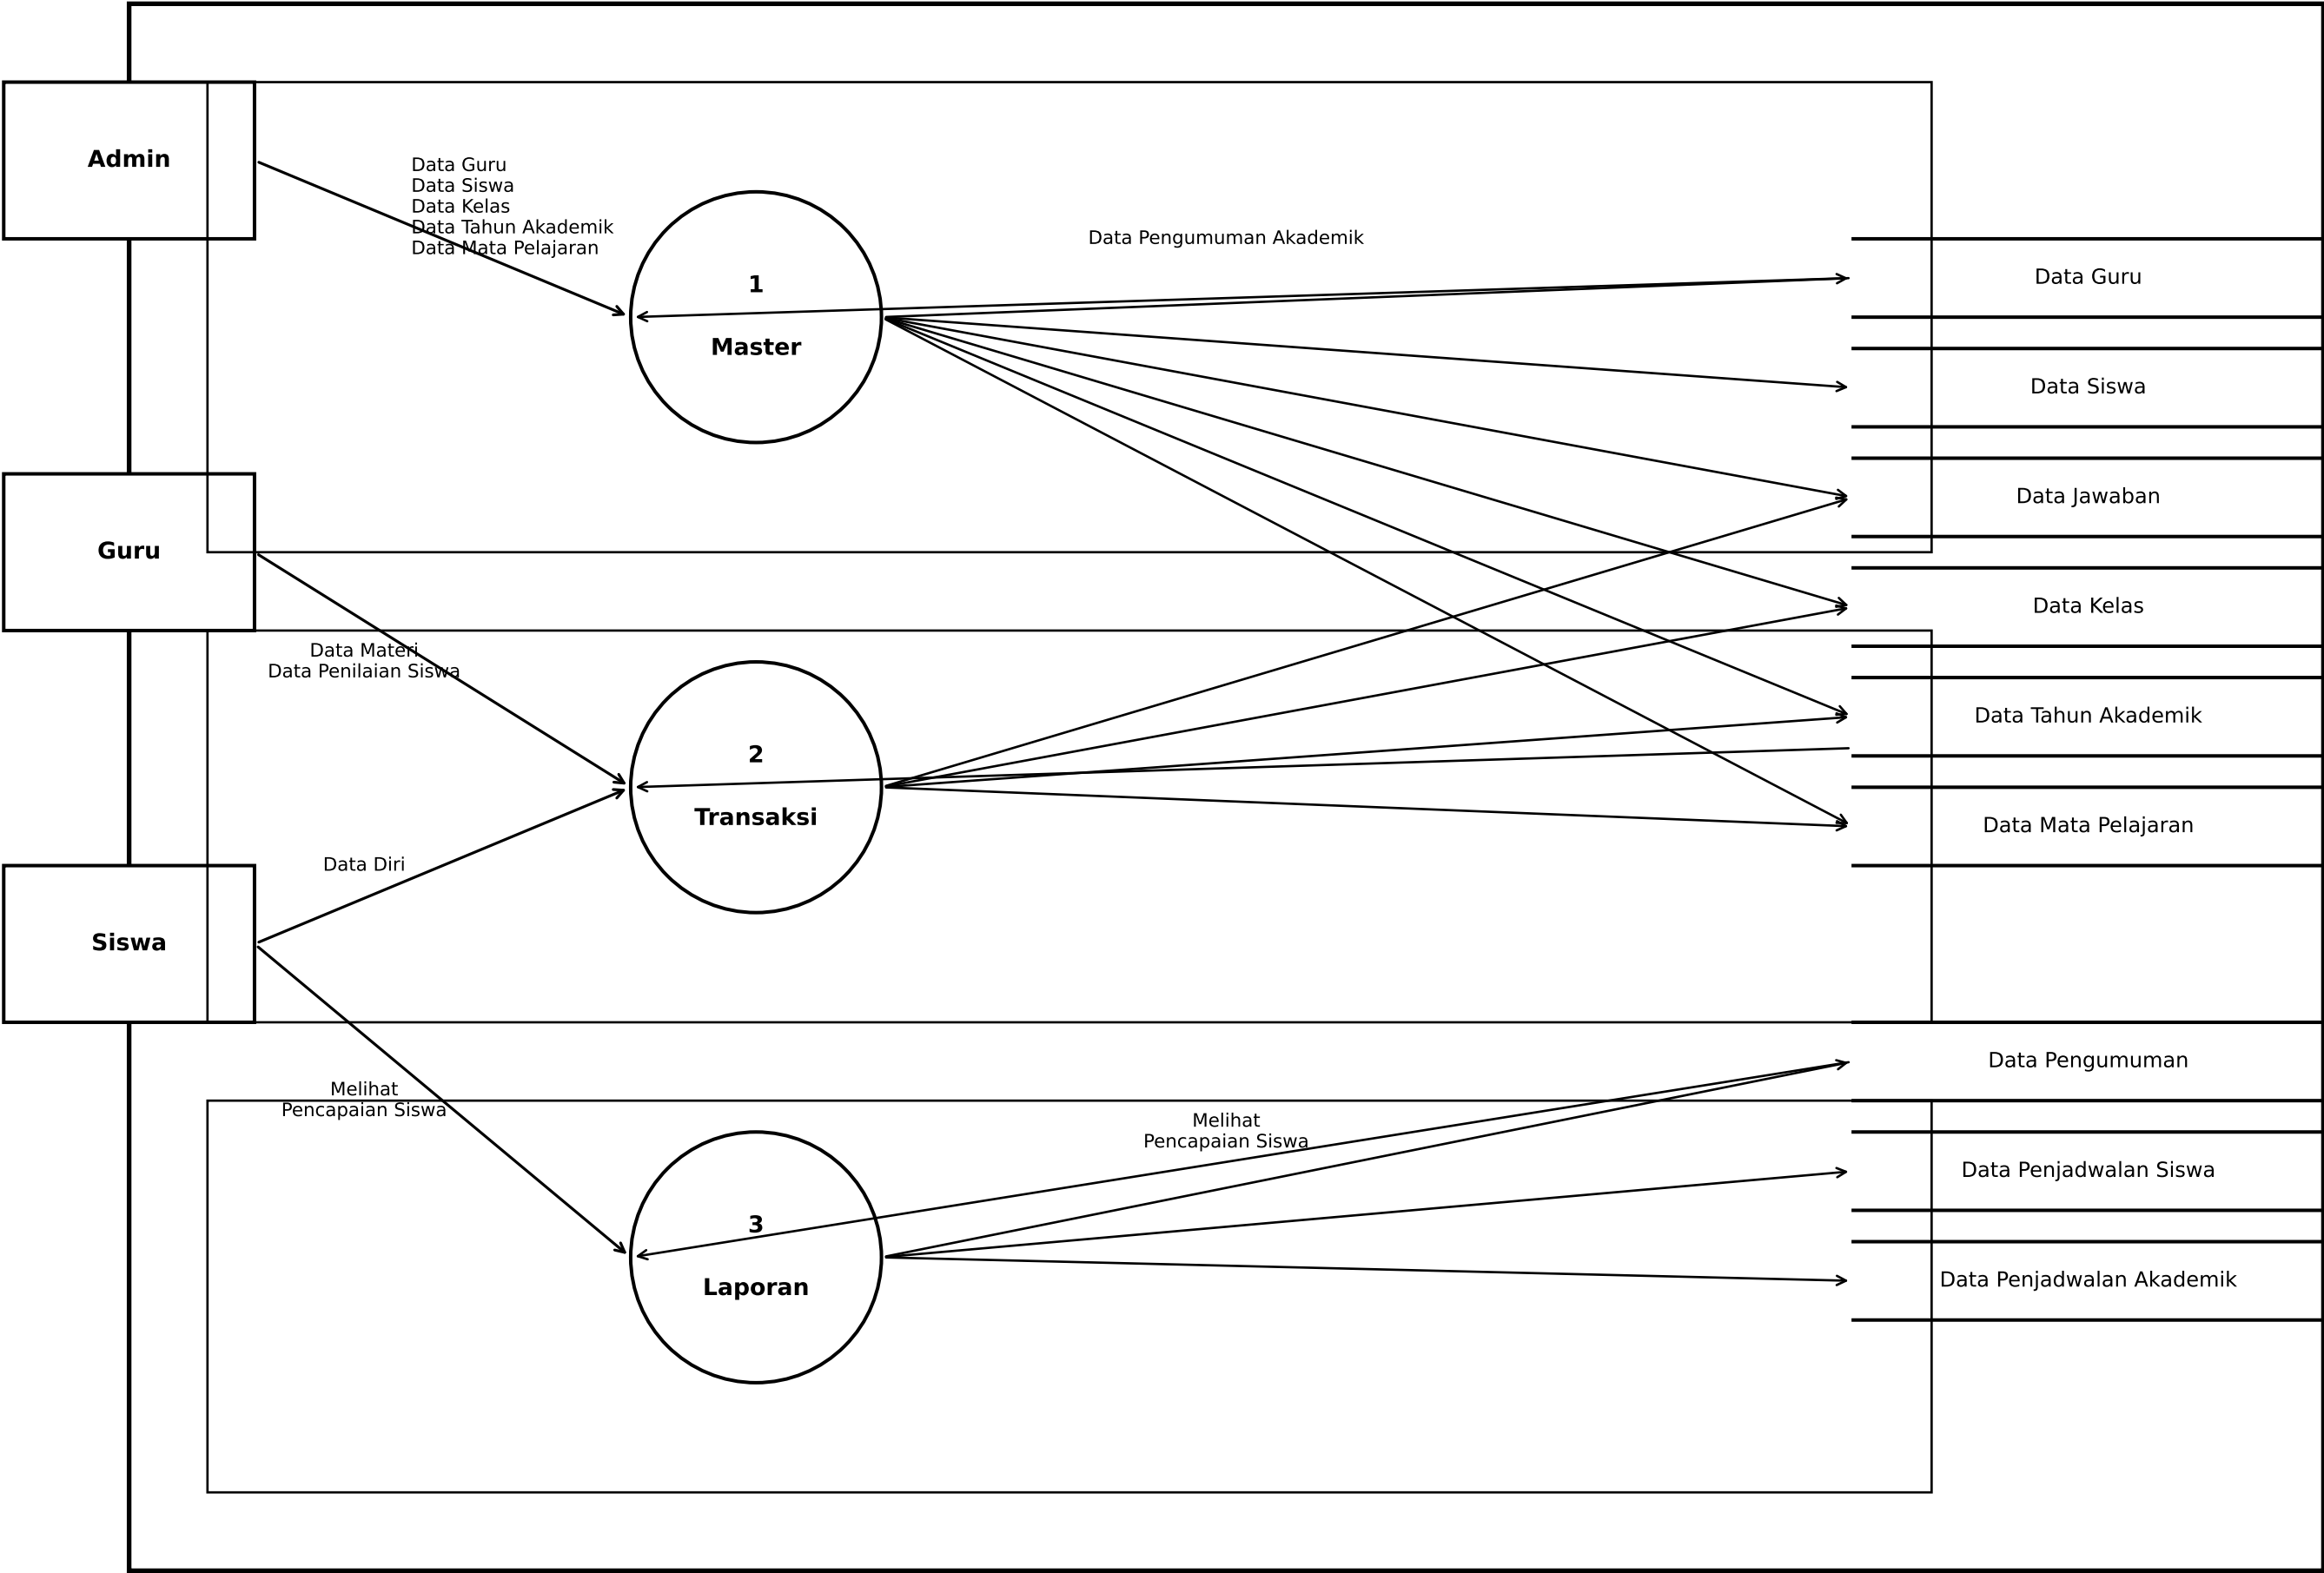 Admin
Data Guru
Data Siswa
Data Kelas
Data Tahun Akademik
Data Mata Pelajaran
1
Master
Data Pengumuman Akademik
Data Guru
Data Siswa
Data Jawaban
Guru
Data Kelas
Data Materi
Data Penilaian Siswa
2
Transaksi
Data Tahun Akademik
Data Mata Pelajaran
Data Diri
Siswa
Data Pengumuman
Melihat
Pencapaian Siswa
Melihat
Pencapaian Siswa
Data Penjadwalan Siswa
3
Laporan
Data Penjadwalan Akademik